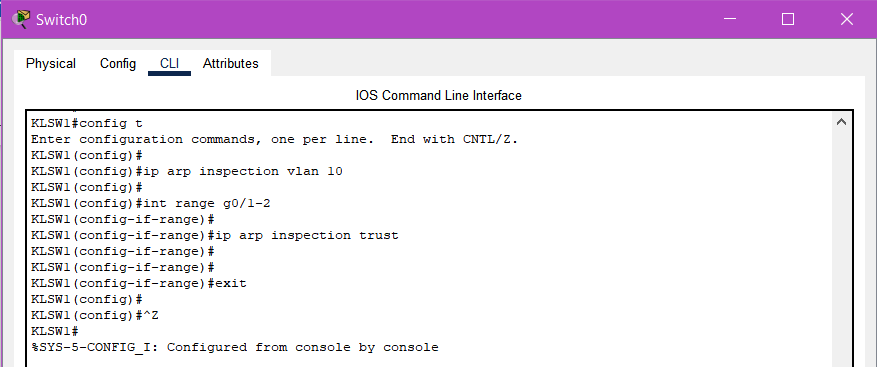 Switch0
Physical Config CLI Attributes
IOS Command Line Interface
KLSW1#config t
Enter configuration commands, one per line.  End with CNTL/Z.
KLSW1(config)#
KLSW1(config)#ip arp inspection vlan 10
KLSW1(config)#
KLSW1(config)#int range g0/1-2
KLSW1(config-if-range)#
KLSW1(config-if-range)#ip arp inspection trust
KLSW1(config-if-range)#
KLSW1(config-if-range)#
KLSW1(config-if-range)#exit
KLSW1(config)#
KLSW1(config)#^Z
KLSW1#
%SYS-5-CONFIG_I: Configured from console by console